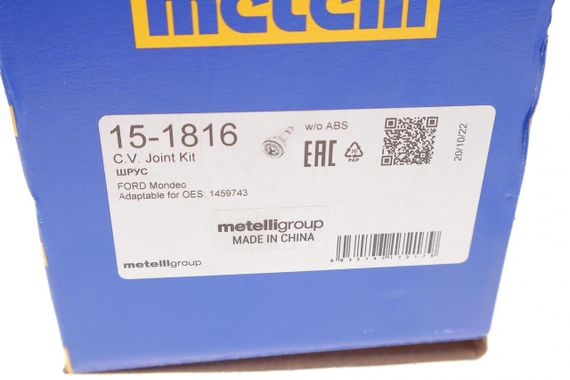 metelli
15-1816
C.V. Joint Kit
ШРУС
FORD Mondeo
Adaptable for OES: 1459743
w/o ABS
EAC
PAP
20/10/22
metelligroup
MADE IN CHINA
metelligroup